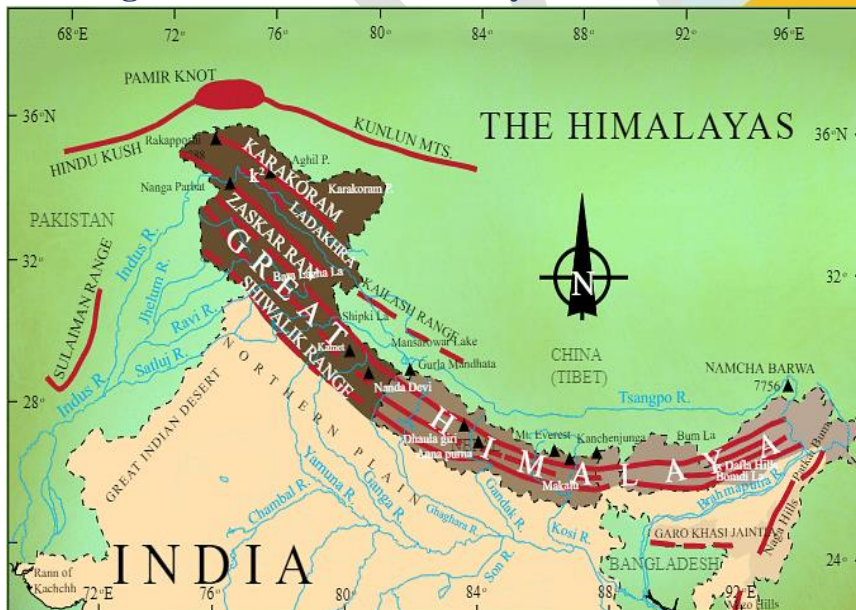 68°E 72° 76° 80° 84° 88° 92° 96°E
PAMIR KNOT
36°N
THE HIMALAYAS
36°N
HINDU KUSH
KUNLUN MTS.
Rakaposhi
Aghil P.
KARAKORAM
k²
Karakoram P.
Nanga Parbat
LADAKHRA
ZASKAR RAN
PAKISTAN
GREAT HIMALAYA
32°
32°
N
Indus R.
Jhelum R.
Bara Lagha La
KAILASH RANGE
SULAIMAN RANGE
SHIWALIK RANGE
Ravi R.
Shipki La
Mansarowar Lake
Satluj R.
Kamet
Gurla Mandhata
CHINA
(TIBET)
NAMCHA BARWA
7756
Indus R.
NORTHERN PLAIN
Nanda Devi
Tsangpo R.
28°
GREAT INDIAN DESERT
Dhaula giri
Anna purna
Mt. Everest
Kanchenjunga
Bum La
Makalu
Dafla Hills
Bomdi La
Patkai Bum
Brahmaputra R.
Yamuna R.
Ganga R.
Chambal R.
Ghaghara R.
Gandak R.
Kosi R.
Son R.
Naga Hills
GARO KHASI JAINTIA
BANGLADESH
INDIA
24°
Rann of
Kachchh
72°E 76° 80° 84° 88° 92°E
Hills